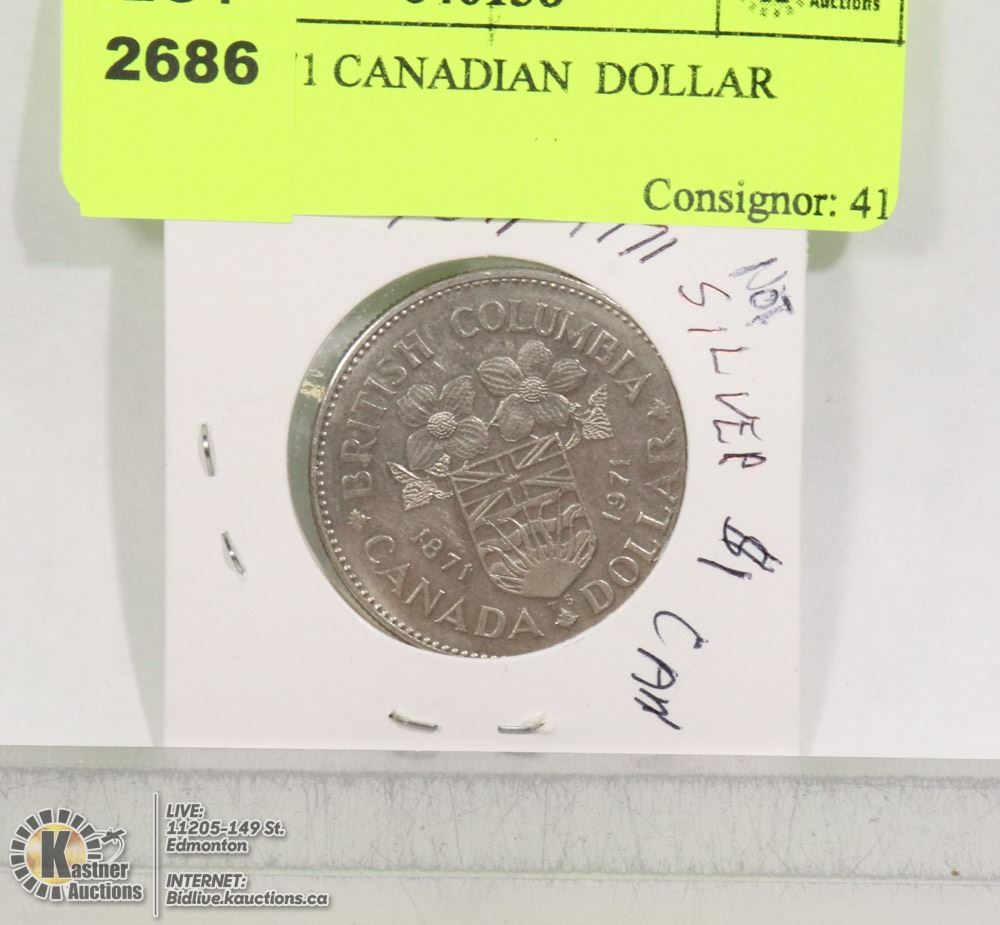 2686
1 CANADIAN DOLLAR
Consignor: 41
NOT
SILVER $1 CAN
BRITISH COLUMBIA
1871
1971
CANADA DOLLAR
TS
LIVE:
11205-149 St.
Edmonton
INTERNET:
Bidlive.kauctions.ca
Kastner
Auctions